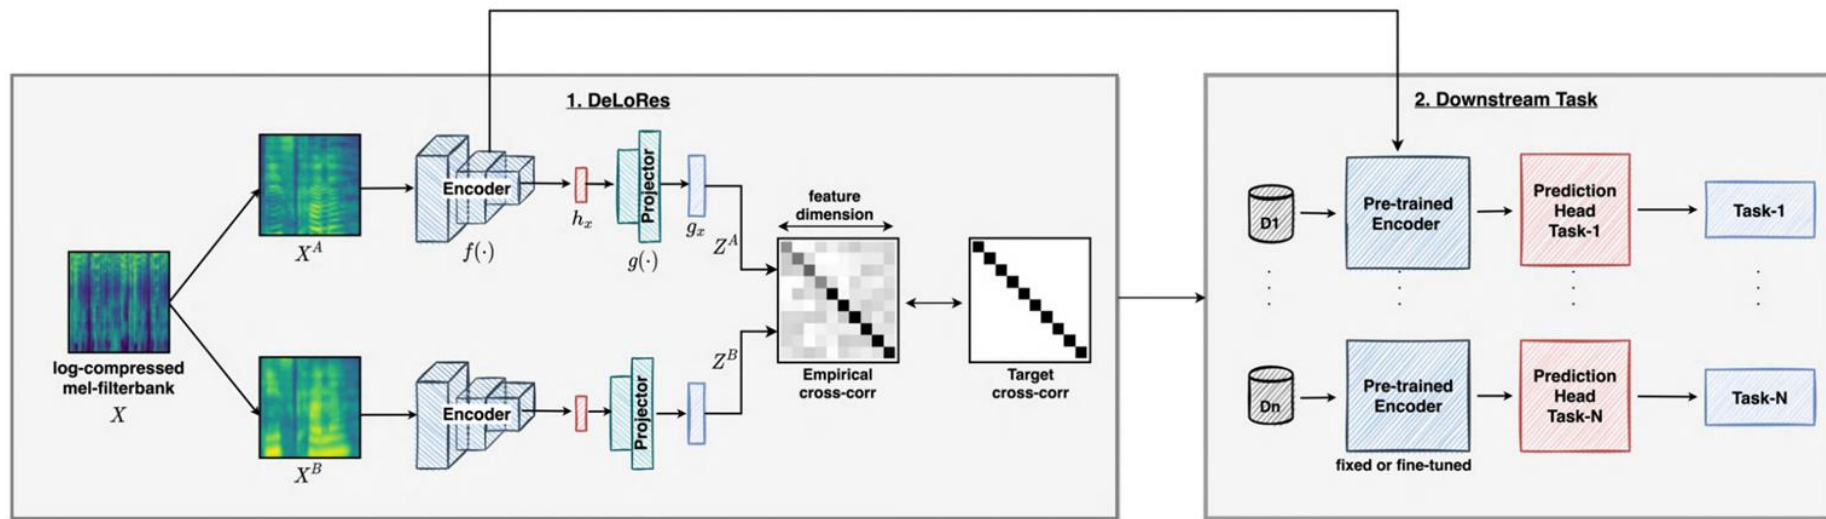 1. DeLoRes
X^A
Encoder
f(·)
h_x
Projector
g(·)
g_x
Z^A
feature
dimension
log-compressed
mel-filterbank
X
X^B
Encoder
Projector
Z^B
Empirical
cross-corr
Target
cross-corr
2. Downstream Task
D1
Pre-trained
Encoder
Prediction
Head
Task-1
Task-1
Dn
Pre-trained
Encoder
fixed or fine-tuned
Prediction
Head
Task-N
Task-N